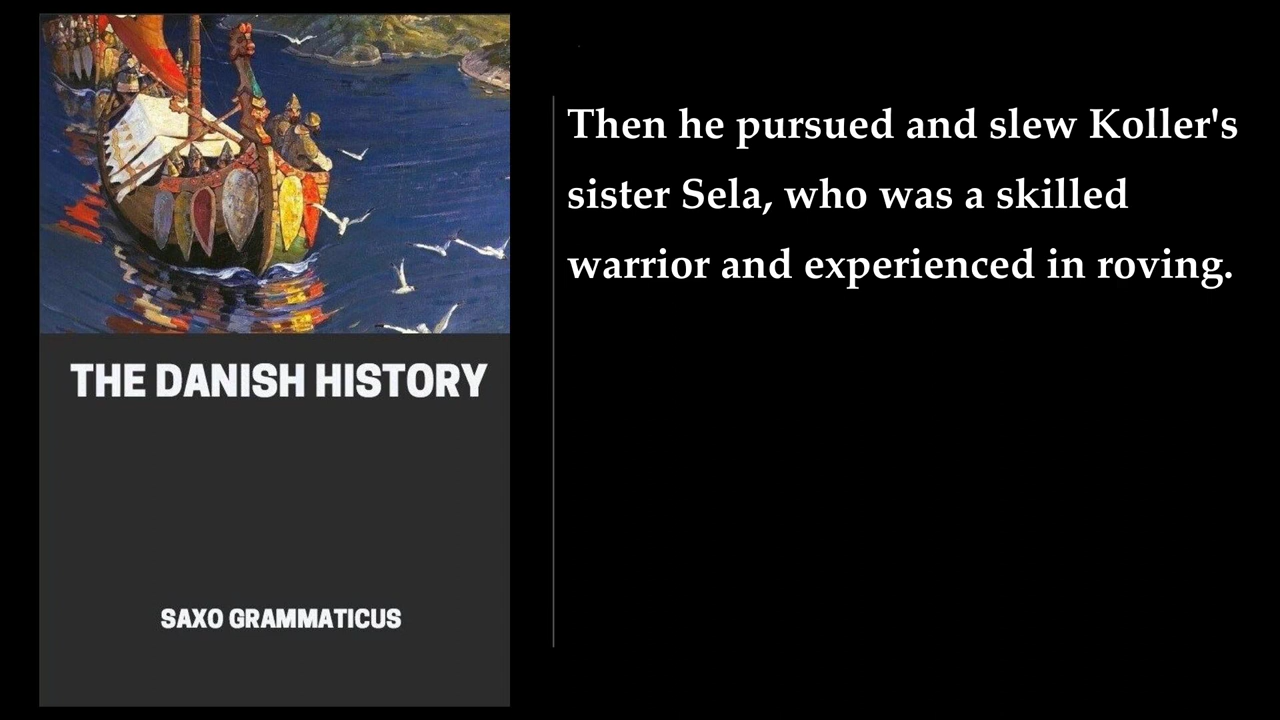 THE DANISH HISTORY
SAXO GRAMMATICUS
Then he pursued and slew Koller's
sister Sela, who was a skilled
warrior and experienced in roving.